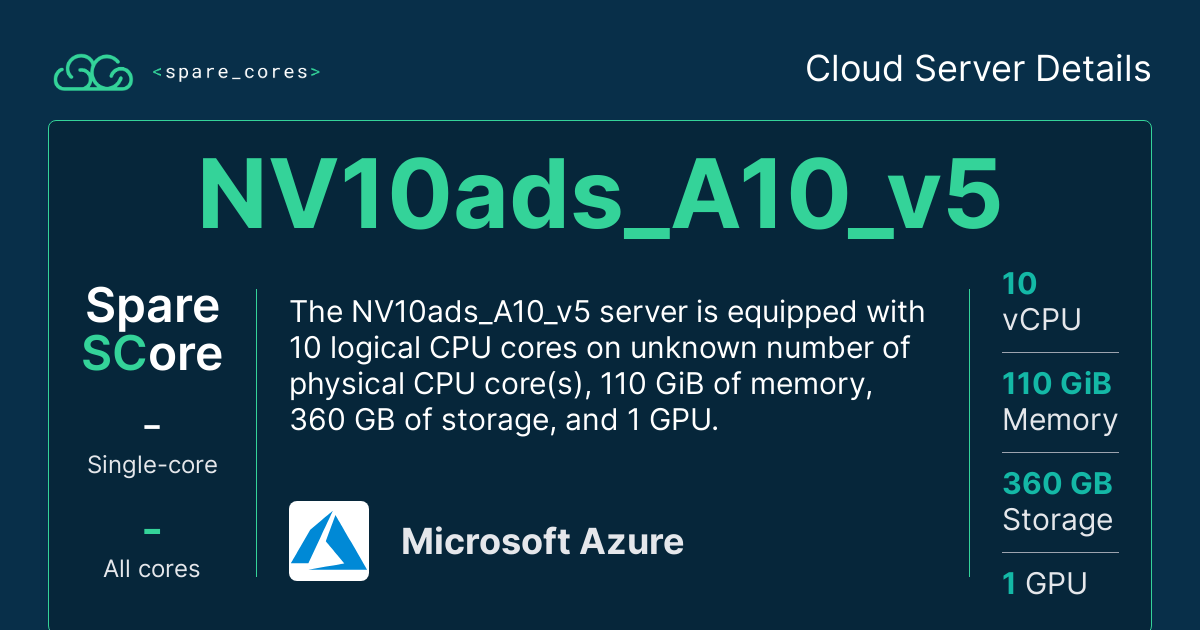 <spare_cores>
Cloud Server Details
NV10ads_A10_v5
Spare
SCore
–
Single-core
–
All cores
The NV10ads_A10_v5 server is equipped with
10 logical CPU cores on unknown number of
physical CPU core(s), 110 GiB of memory,
360 GB of storage, and 1 GPU.
Microsoft Azure
10
vCPU
110 GiB
Memory
360 GB
Storage
1 GPU